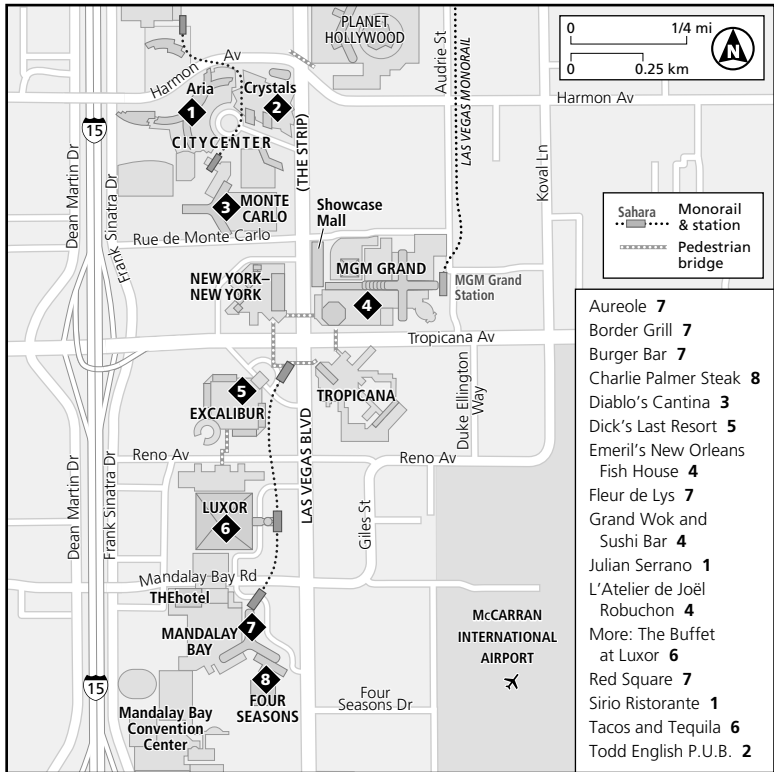 PLANET
HOLLYWOOD
Audrie St
LAS VEGAS MONORAIL
0 1/4 mi
0 0.25 km
N
Harmon Av
Aria
1
Crystals
2
Harmon Av
15
CITYCENTER
(THE STRIP)
Koval Ln
Dean Martin Dr
Frank Sinatra Dr
3
MONTE
CARLO
Showcase
Mall
Sahara
Monorail
& station
Pedestrian
bridge
Rue de Monte Carlo
NEW YORK–
NEW YORK
MGM GRAND
4
MGM Grand
Station
Tropicana Av
5
EXCALIBUR
TROPICANA
Duke Ellington
Way
LAS VEGAS BLVD
Reno Av
Reno Av
Dean Martin Dr
Frank Sinatra Dr
LUXOR
6
Giles St
Mandalay Bay Rd
THEhotel
7
MANDALAY
BAY
McCARRAN
INTERNATIONAL
AIRPORT
15
8
FOUR
SEASONS
Four
Seasons Dr
Mandalay Bay
Convention
Center
Aureole 7
Border Grill 7
Burger Bar 7
Charlie Palmer Steak 8
Diablo's Cantina 3
Dick's Last Resort 5
Emeril's New Orleans
Fish House 4
Fleur de Lys 7
Grand Wok and
Sushi Bar 4
Julian Serrano 1
L'Atelier de Joël
Robuchon 4
More: The Buffet
at Luxor 6
Red Square 7
Sirio Ristorante 1
Tacos and Tequila 6
Todd English P.U.B. 2